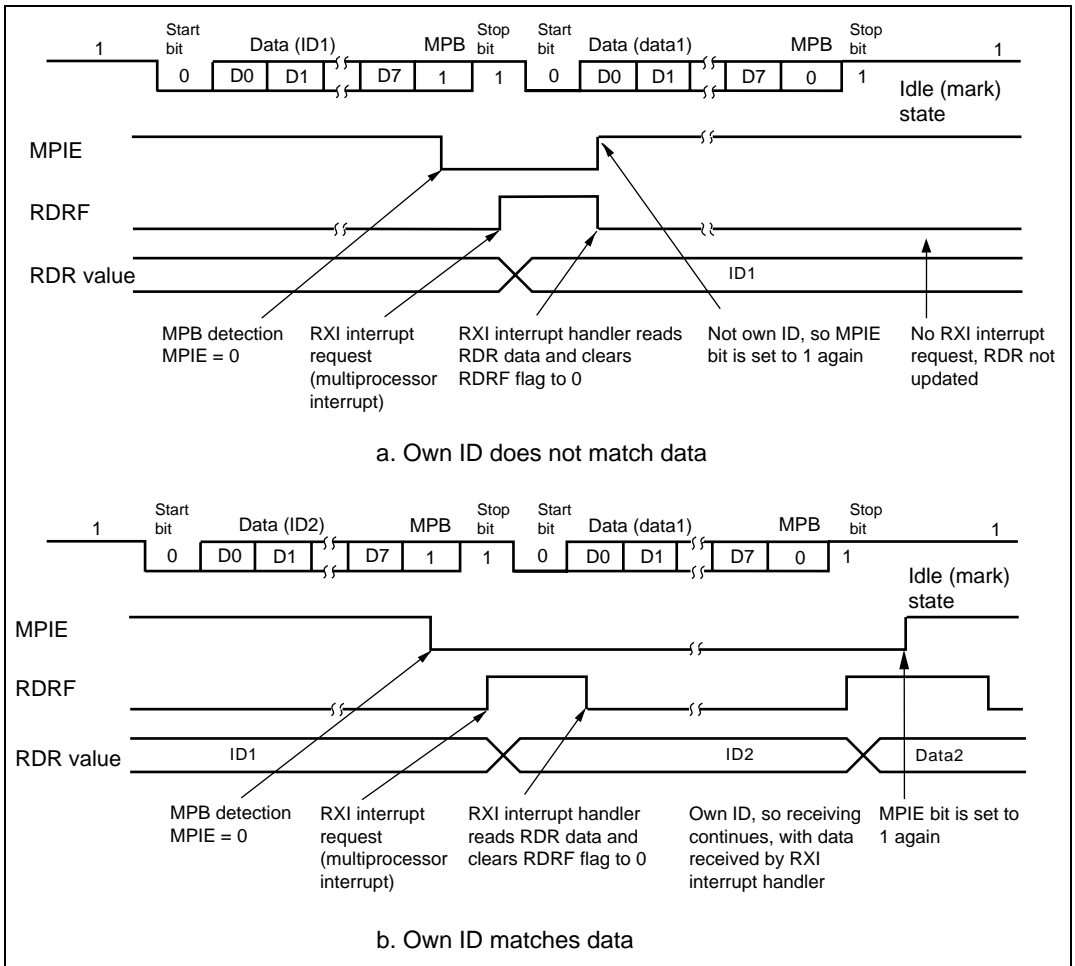 Start bit
Data (ID1)
MPB
Stop bit
Start bit
Data (data1)
MPB
Stop bit
1
1
0
D0
D1
D7
1
1
0
D0
D1
D7
0
1
Idle (mark)
state
MPIE
RDRF
RDR value
ID1
MPB detection
MPIE = 0
RXI interrupt
request
(multiprocessor
interrupt)
RXI interrupt handler reads
RDR data and clears
RDRF flag to 0
Not own ID, so MPIE
bit is set to 1 again
No RXI interrupt
request, RDR not
updated
a. Own ID does not match data
Start bit
Data (ID2)
MPB
Stop bit
Start bit
Data (data1)
MPB
Stop bit
1
1
0
D0
D1
D7
1
1
0
D0
D1
D7
0
1
Idle (mark)
state
MPIE
RDRF
RDR value
ID1
ID2
Data2
MPB detection
MPIE = 0
RXI interrupt
request
(multiprocessor
interrupt)
RXI interrupt handler
reads RDR data and
clears RDRF flag to 0
Own ID, so receiving
continues, with data
received by RXI
interrupt handler
MPIE bit is set to
1 again
b. Own ID matches data